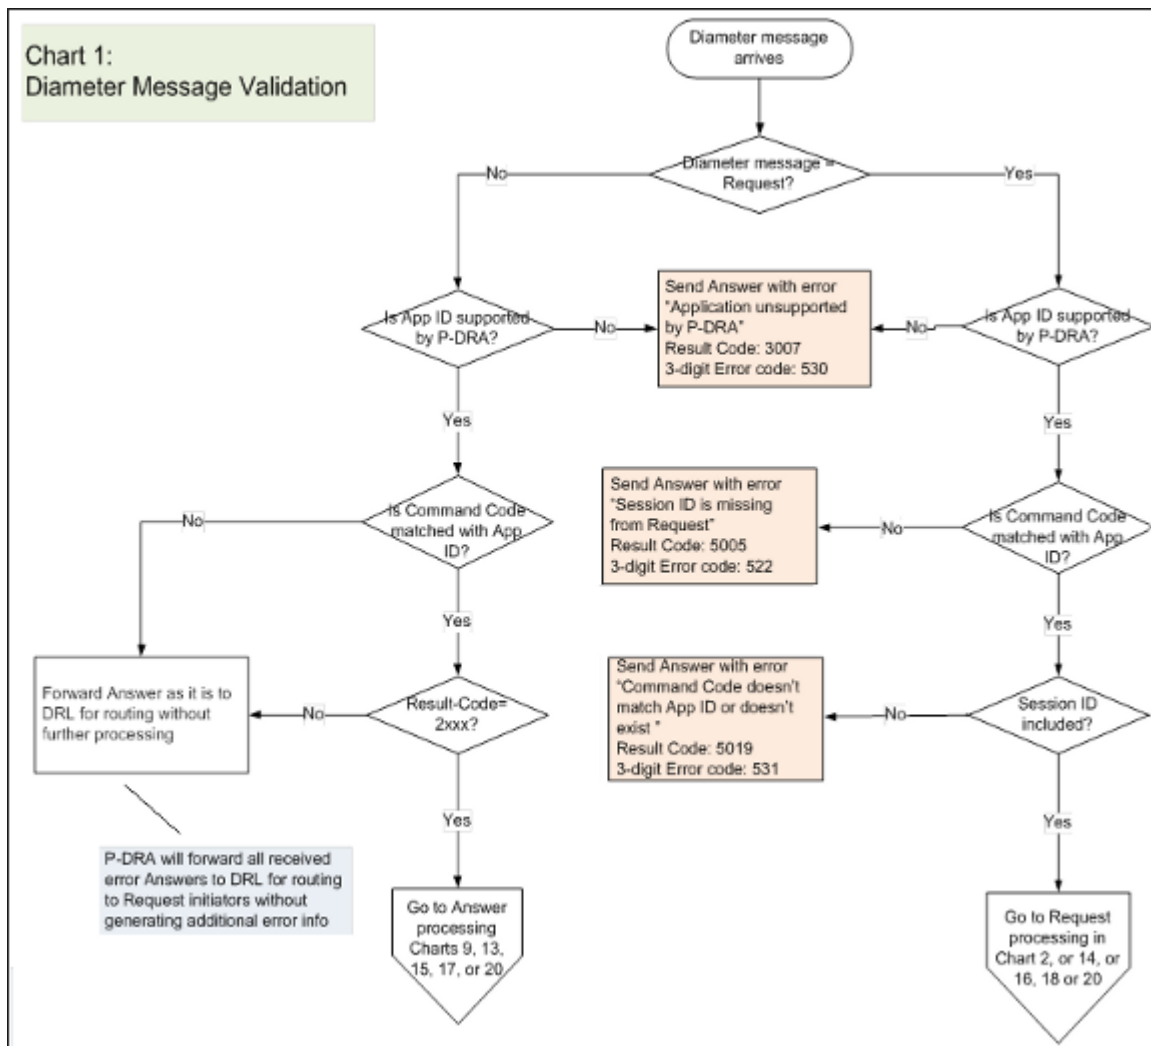 Chart 1:
Diameter Message Validation
Diameter message
arrives
Diameter message =
Request?
No
Yes
Is App ID supported
by P-DRA?
No
Send Answer with error
"Application unsupported
by P-DRA"
Result Code: 3007
3-digit Error code: 530
No
Is App ID supported
by P-DRA?
Yes
Yes
Is Command Code
matched with App
ID?
No
Send Answer with error
"Session ID is missing
from Request"
Result Code: 5005
3-digit Error code: 522
No
Is Command Code
matched with App
ID?
Yes
Yes
Forward Answer as it is to
DRL for routing without
further processing
No
Result-Code=
2xxx?
Send Answer with error
"Command Code doesn't
match App ID or doesn't
exist "
Result Code: 5019
3-digit Error code: 531
No
Session ID
included?
Yes
Yes
P-DRA will forward all received
error Answers to DRL for routing
to Request initiators without
generating additional error info
Go to Answer
processing
Charts 9, 13,
15, 17, or 20
Go to Request
processing in
Chart 2, or 14, or
16, 18 or 20